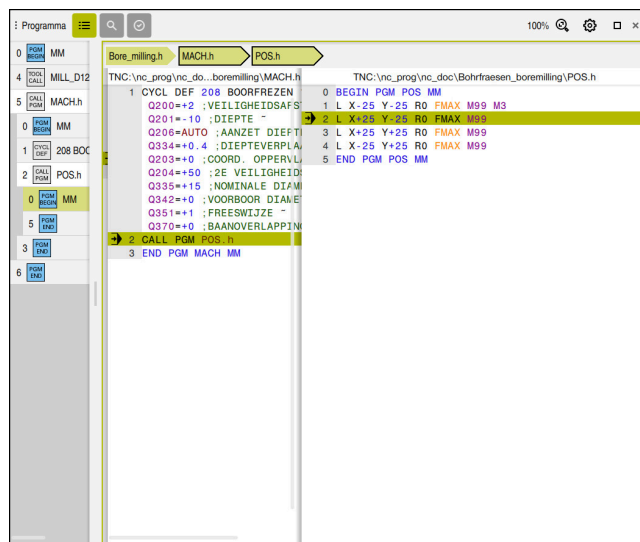 Programma
100%
0 PGM BEGIN MM
4 TOOL CALL MILL_D12
5 CALL PGM MACH.h
0 PGM BEGIN MM
1 CYCL DEF 208 BOO
2 CALL PGM POS.h
0 PGM BEGIN MM
5 PGM END
3 PGM END
6 PGM END
Bore_milling.h MACH.h POS.h
TNC:\nc_prog\nc_do...boremilling\MACH.h
1 CYCL DEF 208 BOORFREZEN
Q200=+2 ;VEILIGHEIDSAFST
Q201=-10 ;DIEPTE ~
Q206=AUTO ;AANZET DIEPTE
Q334=+0.4 ;DIEPTEVERPLAA
Q203=+0 ;COORD. OPPERVLA
Q204=+50 ;2E VEILIGHEIDS
Q335=+15 ;NOMINALE DIAME
Q342=+0 ;VOORBOOR DIAMET
Q351=+1 ;FREESWIJZE ~
Q370=+0 ;BAANOVERLAPPING
2 CALL PGM POS.h
3 END PGM MACH MM
TNC:\nc_prog\nc_doc\Bohrfraesen_boremilling\POS.h
0 BEGIN PGM POS MM
1 L X-25 Y-25 R0 FMAX M99 M3
2 L X+25 Y-25 R0 FMAX M99
3 L X+25 Y+25 R0 FMAX M99
4 L X-25 Y+25 R0 FMAX M99
5 END PGM POS MM